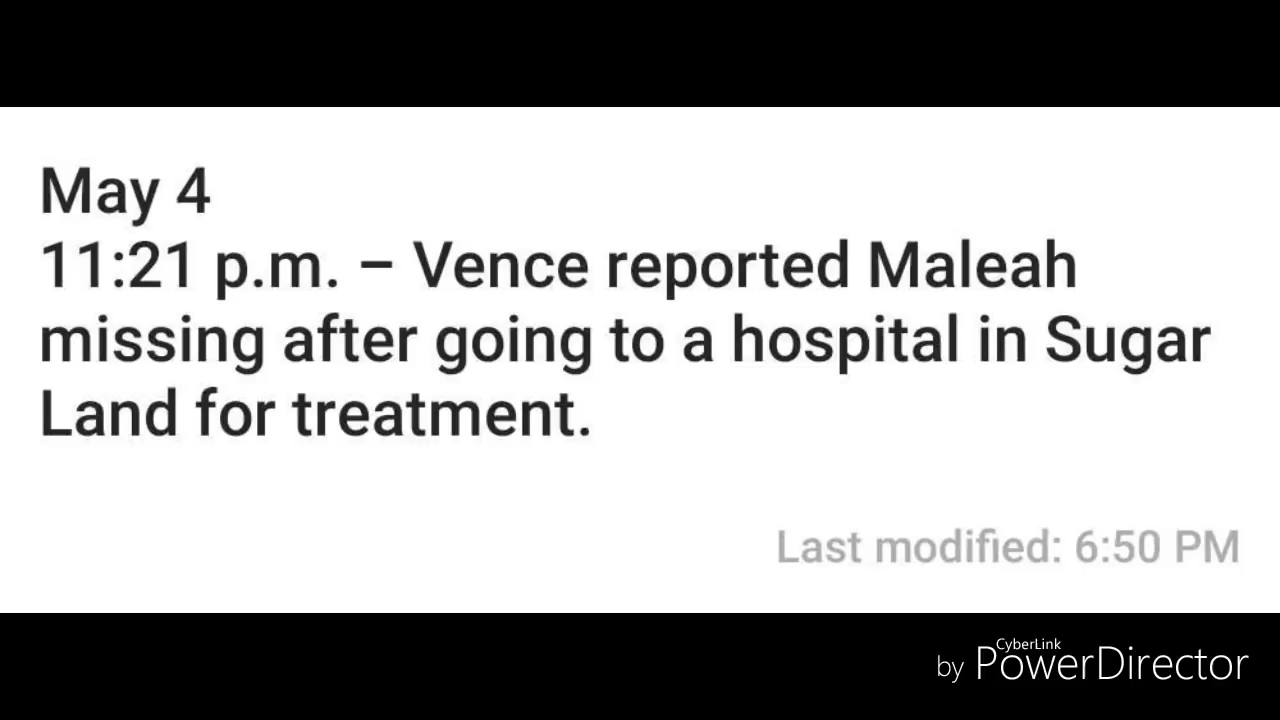 May 4
11:21 p.m. – Vence reported Maleah
missing after going to a hospital in Sugar
Land for treatment.
Last modified: 6:50 PM
CyberLink
by PowerDirector